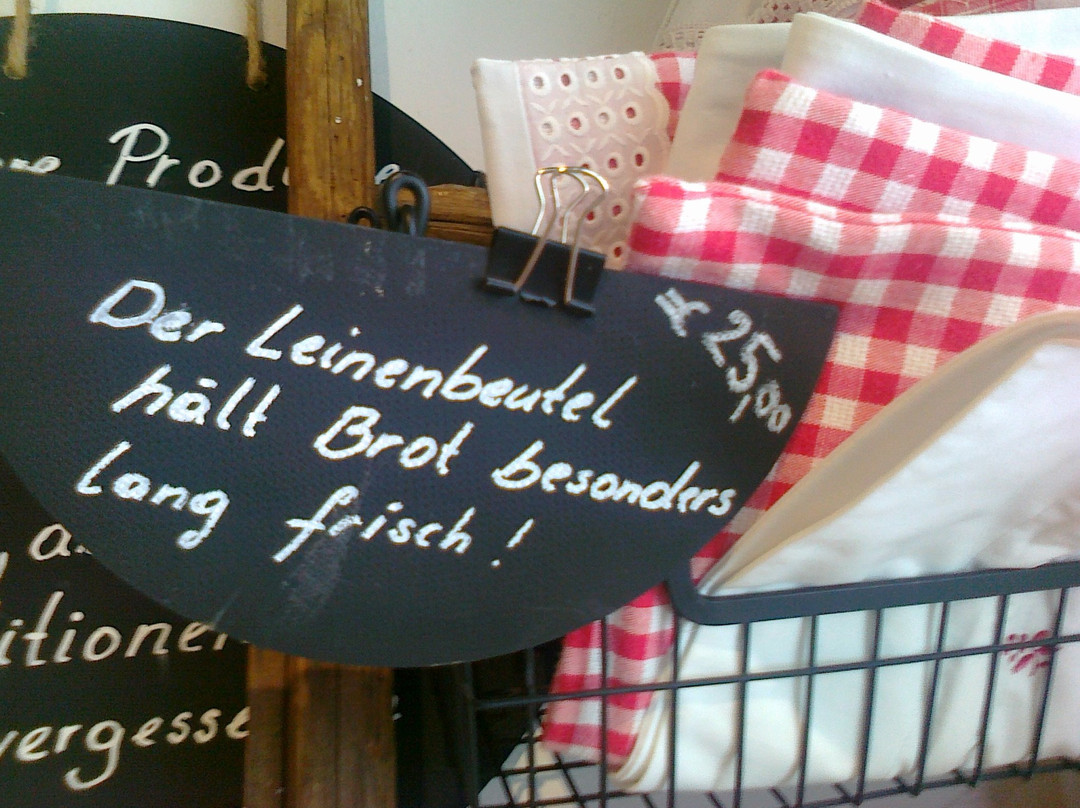 Prod
Der Leinenbeutel
hält Brot besonders
lang frisch!
€ 25,00
itionen
vergesse